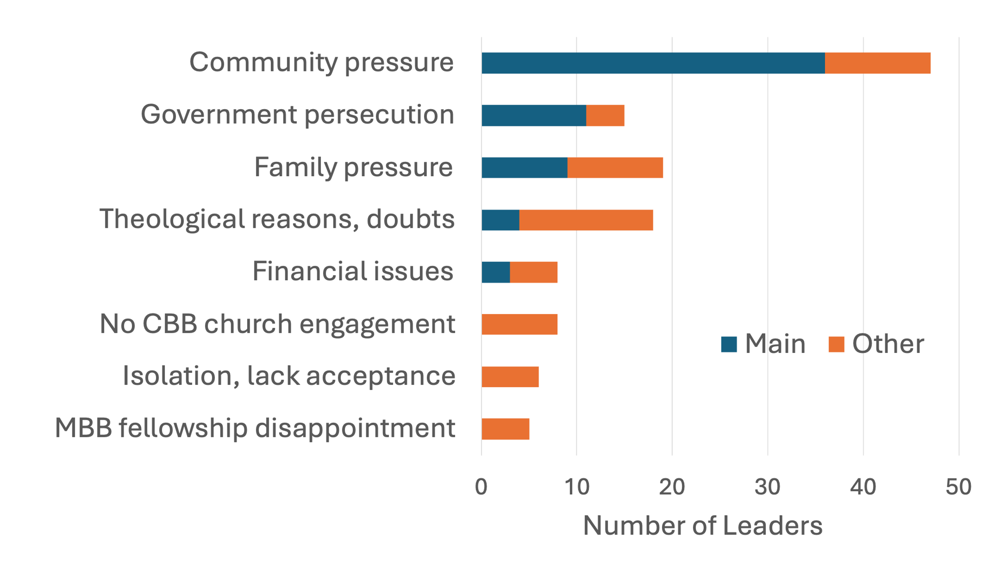 Community pressure
Government persecution
Family pressure
Theological reasons, doubts
Financial issues
No CBB church engagement
Isolation, lack acceptance
MBB fellowship disappointment
Main Other
0 10 20 30 40 50
Number of Leaders